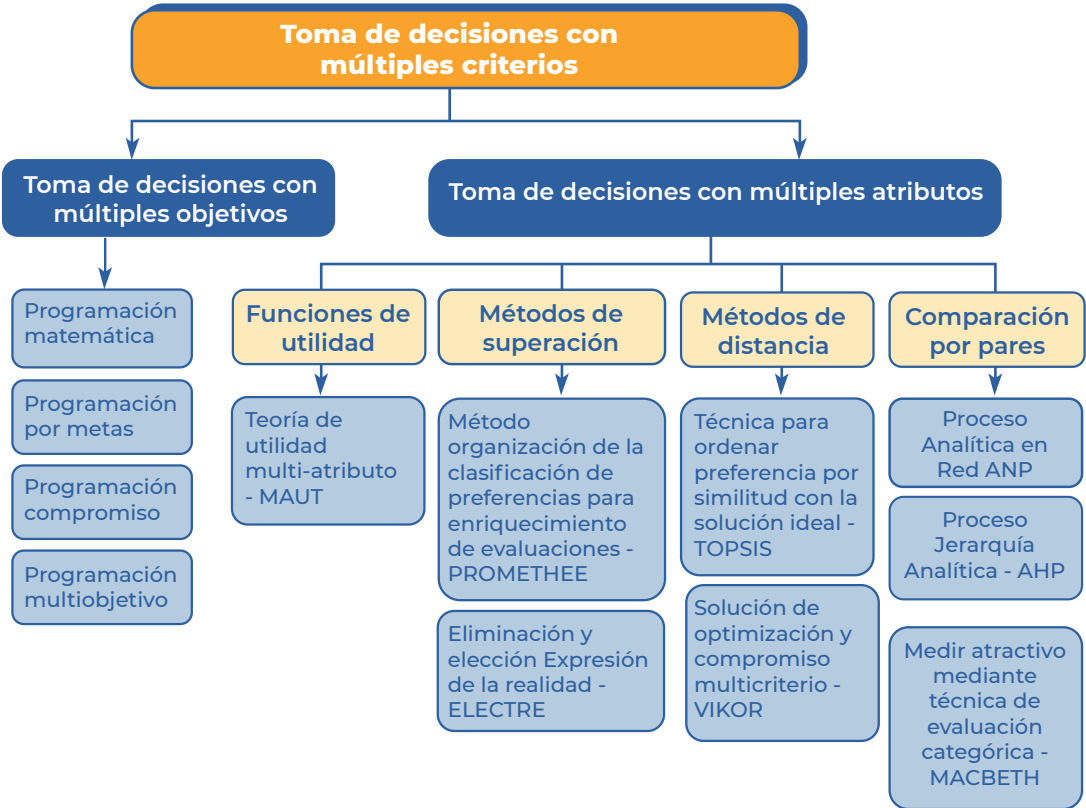 Toma de decisiones con
múltiples criterios
Toma de decisiones con
múltiples objetivos
Toma de decisiones con múltiples atributos
Programación
matemática
Programación
por metas
Programación
compromiso
Programación
multiobjetivo
Funciones de
utilidad
Teoría de
utilidad
multi-atributo
- MAUT
Métodos de
superación
Método
organización de la
clasificación de
preferencias para
enriquecimiento
de evaluaciones -
PROMETHEE
Eliminación y
elección Expresión
de la realidad -
ELECTRE
Métodos de
distancia
Técnica para
ordenar
preferencia por
similitud con la
solución ideal -
TOPSIS
Solución de
optimización y
compromiso
multicriterio -
VIKOR
Comparación
por pares
Proceso
Analítica en
Red ANP
Proceso
Jerarquía
Analítica - AHP
Medir atractivo
mediante
técnica de
evaluación
categórica -
MACBETH